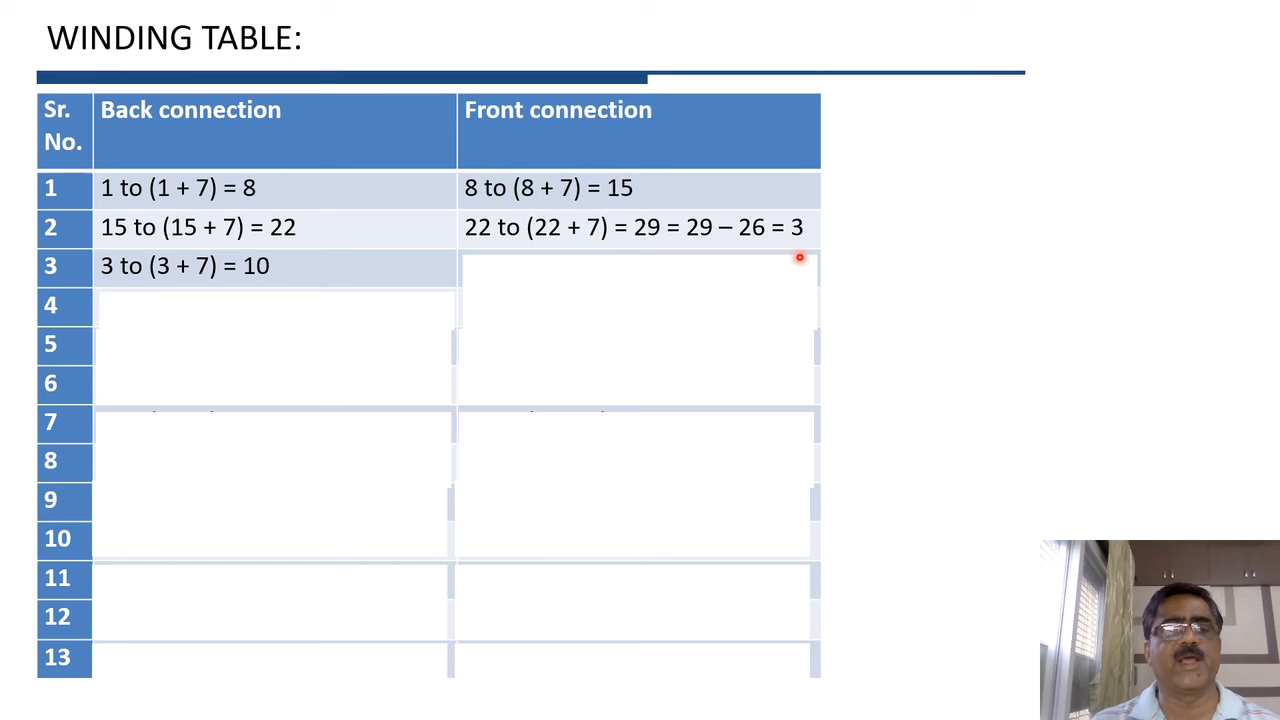 WINDING TABLE:
Sr. No. Back connection Front connection
1 1 to (1 + 7) = 8 8 to (8 + 7) = 15
2 15 to (15 + 7) = 22 22 to (22 + 7) = 29 = 29 – 26 = 3
3 3 to (3 + 7) = 10
4
5
6
7
8
9
10
11
12
13